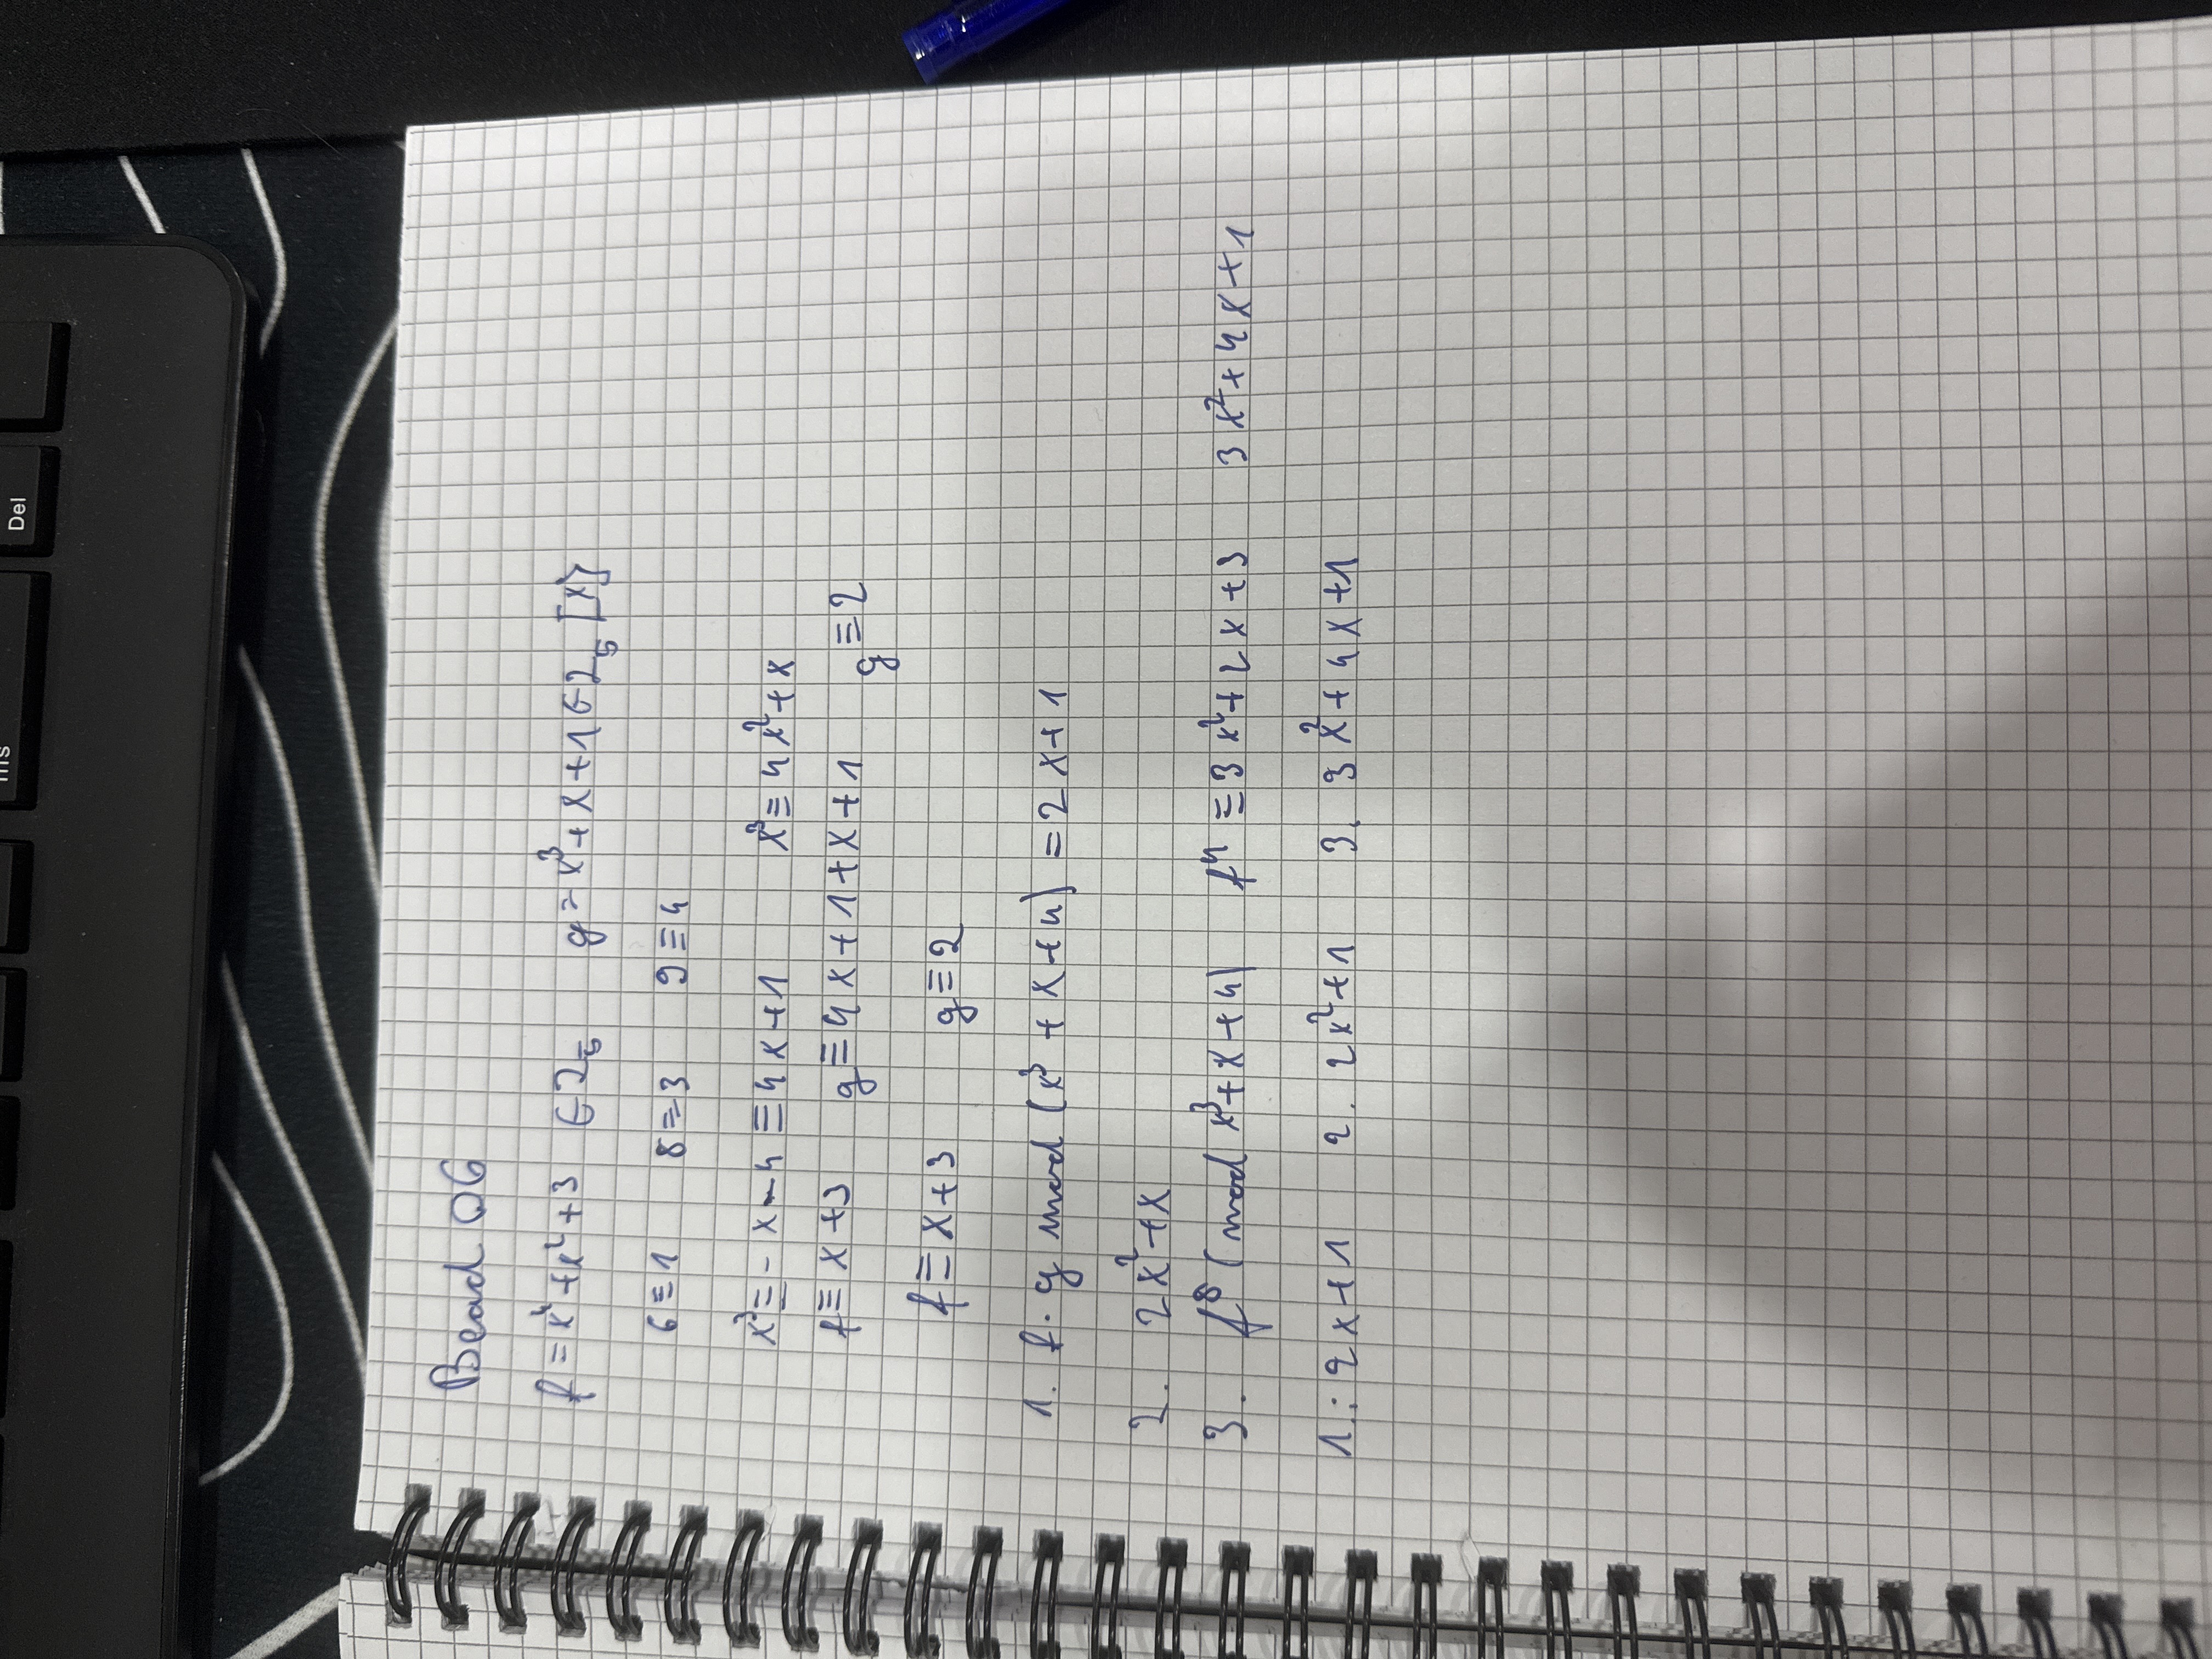 Ins
Del
Bead 06
f = x⁴ + x² + 3 ∈ Z₅ g = x³ + x + 1 ∈ Z₅ [x]
6 ≡ 1 8 = 3 9 ≡ 4
x³ ≡ - x - 4 ≡ 4x + 1 x³ ≡ 4x² + x
f ≡ x + 3 g ≡ 4x + 1 + x + 1 g ≡ 2
f ≡ x + 3 g ≡ 2
1. f · g mod (x³ + x + 4) = 2x + 1
2. 2x² + x
3. f⁸ (mod x³ + x + 4) f⁴ ≡ 3x² + 2x + 3 3x² + 4x + 1
1.: 2x + 1 2. 2x² + 1 3. 3x² + 4x + 1